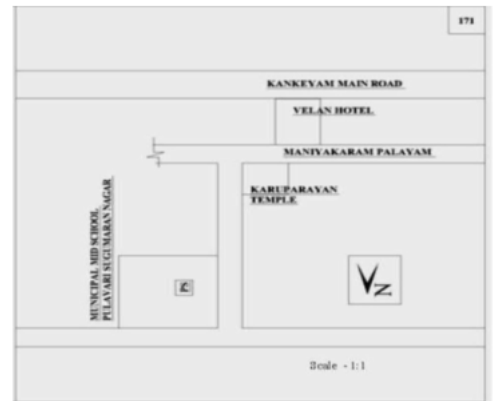 171
KANKEYAM MAIN ROAD
VELAN HOTEL
MANIYAKARAM PALAYAM
KARUPARAYAN
TEMPLE
MUNICIPAL MID SCHOOL
PULAVARI SUGUMARAN NAGAR
N
Scale - 1:1